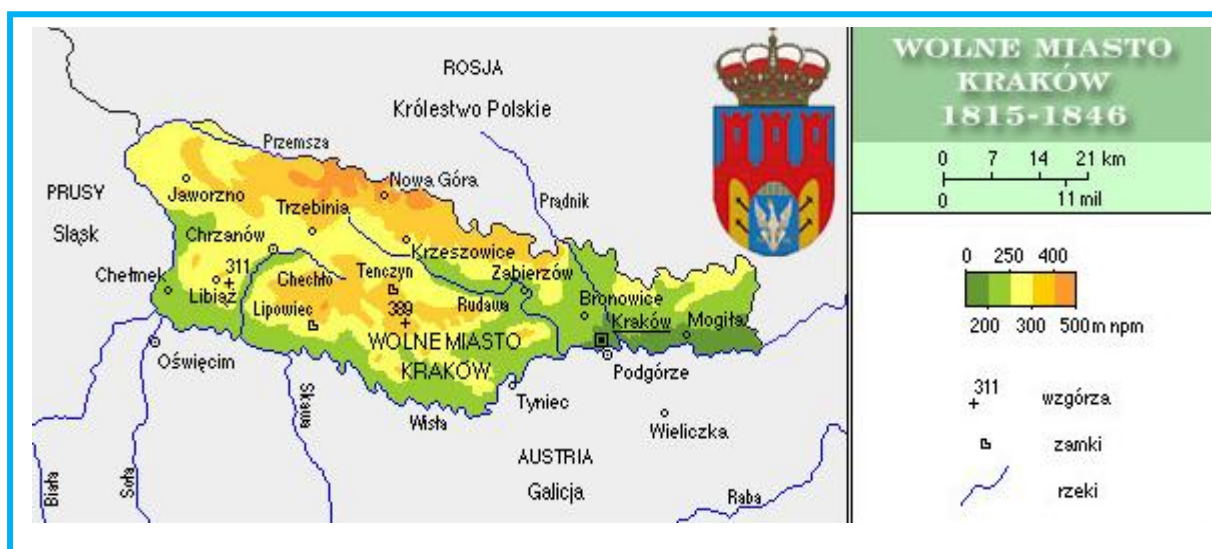 WOLNE MIASTO
KRAKÓW
1815-1846
0 7 14 21 km
0 11 mil
0 250 400
200 300 500 m npm
311
wzgórza
zamki
rzeki
ROSJA
Królestwo Polskie
Przemsza
PRUSY
Śląsk
Jaworzno
Nowa Góra
Trzebinia
Prądnik
Chrzanów
Krzeszowice
Chełmek
311
Libiąż
Chechło
Tenczyn
Zabierzów
Lipowiec
389
Rudawa
Bronowice
Kraków
Mogiła
WOLNE MIASTO
KRAKÓW
Oświęcim
Podgórze
Skawa
Tyniec
Wisła
Wieliczka
AUSTRIA
Galicja
Biała
Soła
Raba